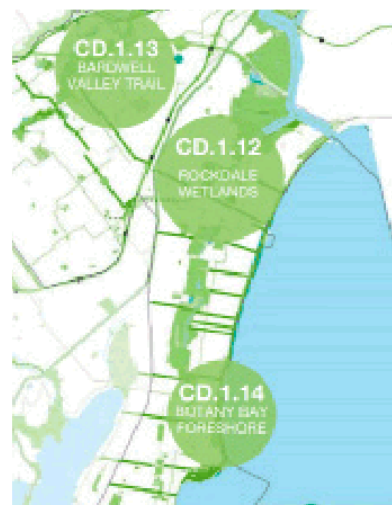 CD.1.13
BARDWELL
VALLEY TRAIL
CD.1.12
ROCKDALE
WETLANDS
CD.1.14
BOTANY BAY
FORESHORE